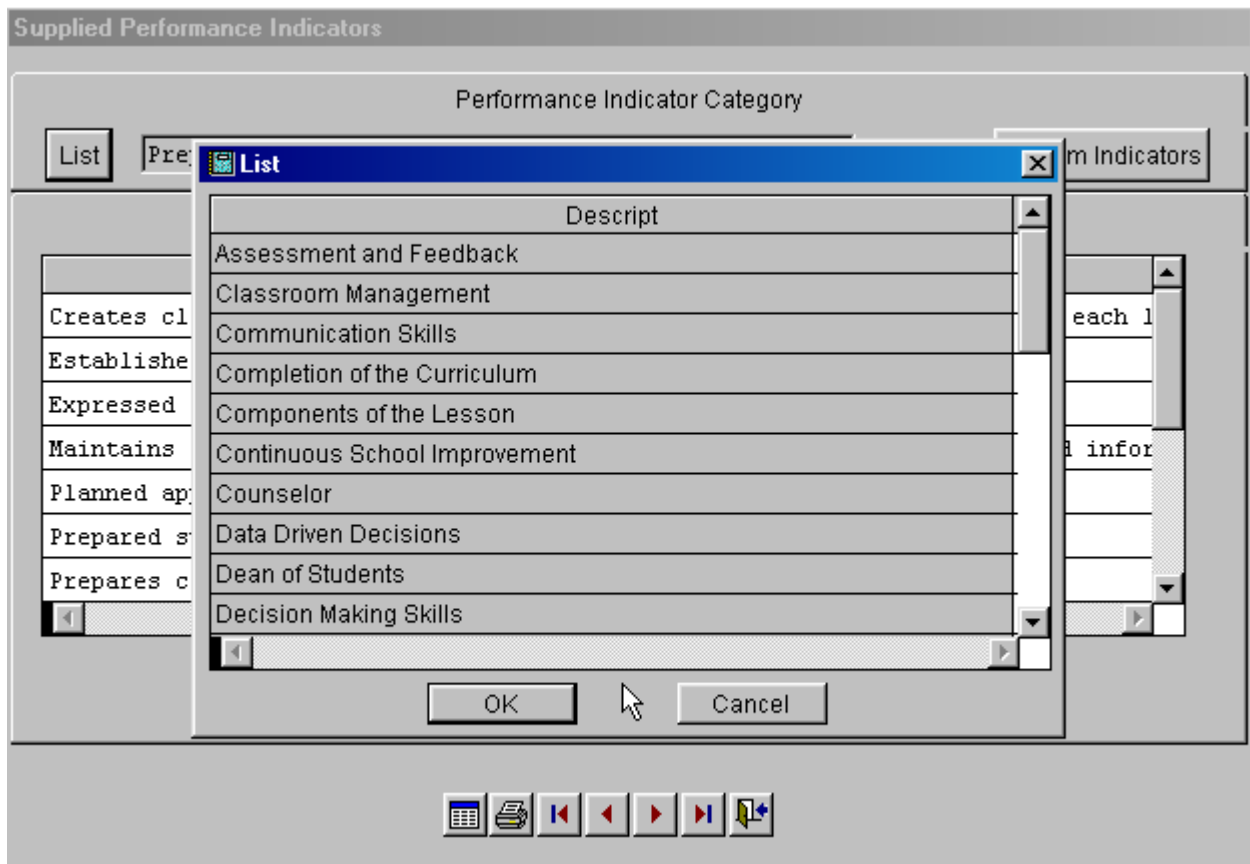 Supplied Performance Indicators
Performance Indicator Category
List
m Indicators
List
Descript
Assessment and Feedback
Classroom Management
Communication Skills
Completion of the Curriculum
Components of the Lesson
Continuous School Improvement
Counselor
Data Driven Decisions
Dean of Students
Decision Making Skills
Creates cl
each l
Establishe
Expressed
Maintains
infor
Planned
Prepared s
Prepares c
OK
Cancel